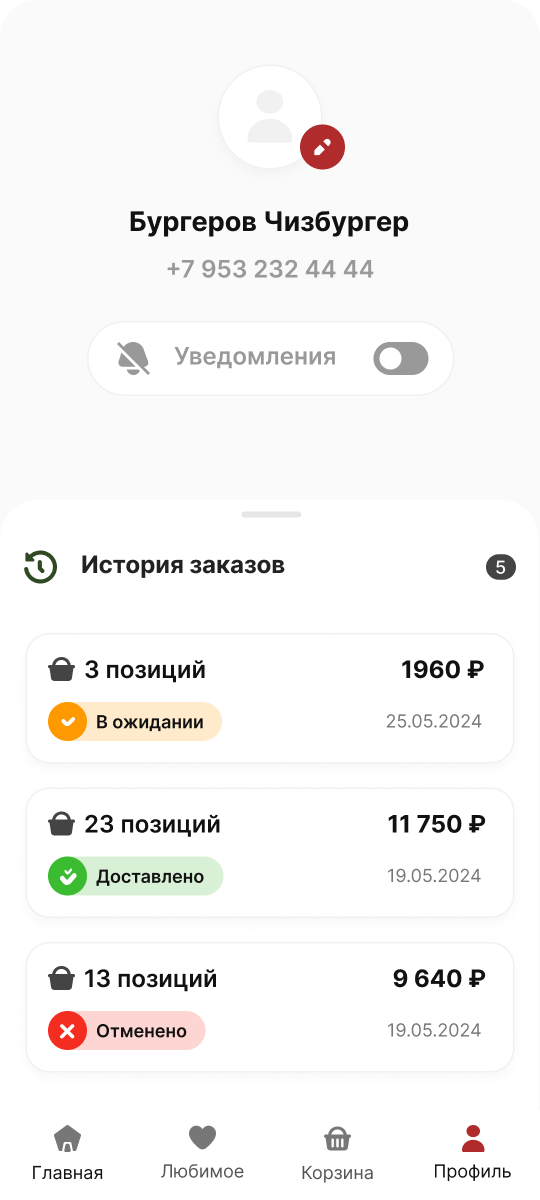 Бургеров Чизбургер
+7 953 232 44 44
Уведомления
История заказов 5
3 позиций 1960 ₽
В ожидании 25.05.2024
23 позиций 11 750 ₽
Доставлено 19.05.2024
13 позиций 9 640 ₽
Отменено 19.05.2024
Главная Любимое Корзина Профиль